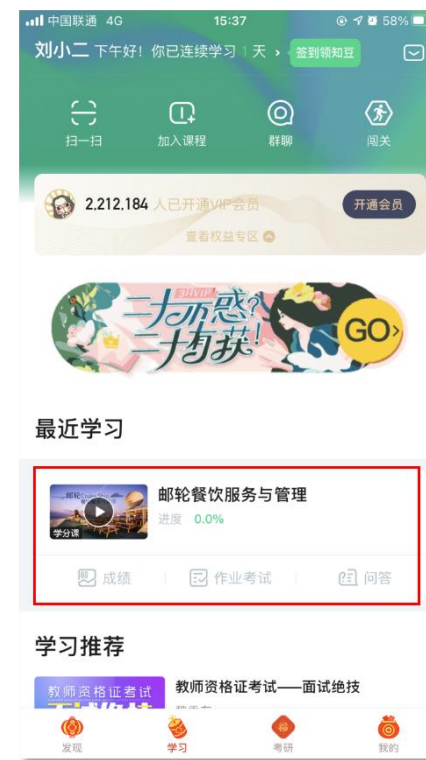 中国联通 4G 15:37 58%
刘小二 下午好！你已连续学习 1 天 › 签到领知豆
扫一扫 加入课程 群聊 闯关
2,212,184 人已开通VIP会员 开通会员
查看权益专区
二十不惑?
一十有获!
GO›
最近学习
邮轮餐饮服务与管理
学分课
进度 0.0%
成绩 作业考试 问答
学习推荐
教师资格证考试
教师资格证考试——面试绝技
发现 学习 考研 我的